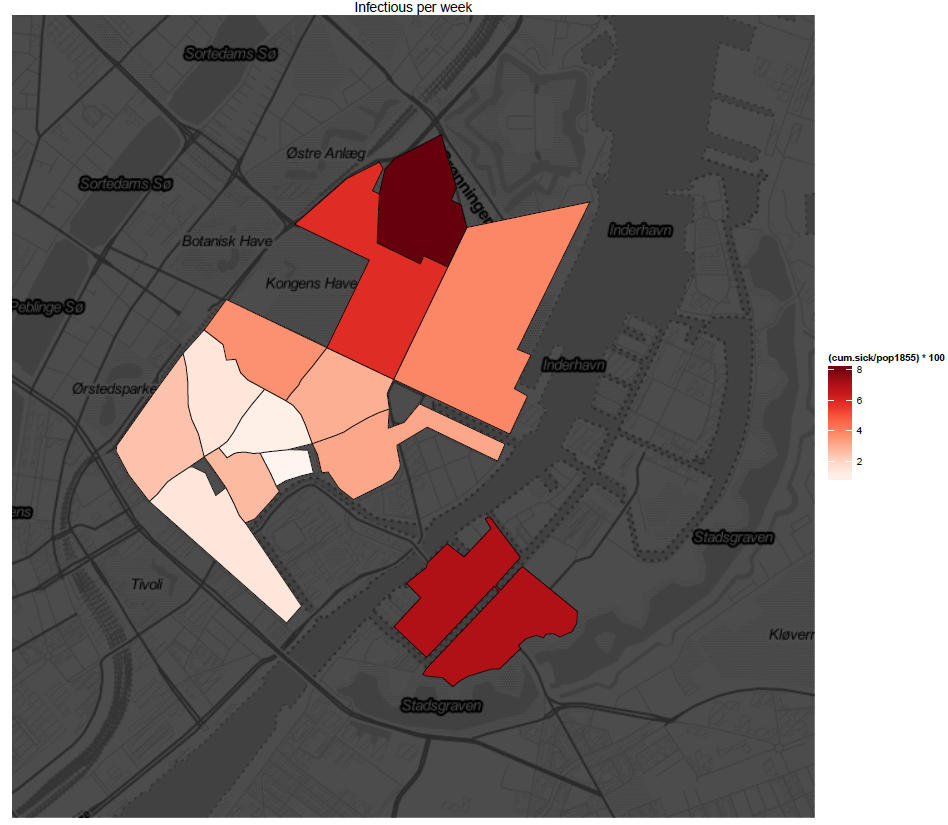 Infectious per week
Sortedams Sø
Østre Anlæg
Sortedams Sø
Inderhavn
Botanisk Have
Kongens Have
Peblinge Sø
Inderhavn
Ørstedsparke
(cum.sick/pop1855) * 100
8
6
4
2
ens
Stadsgraven
Tivoli
Kløverr
Stadsgraven